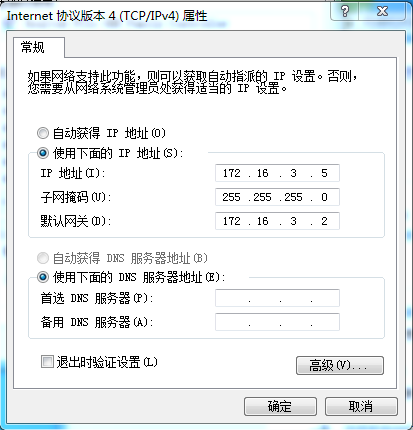 Internet 协议版本 4 (TCP/IPv4) 属性
常规
如果网络支持此功能，则可以获取自动指派的 IP 设置。否则，
您需要从网络系统管理员处获得适当的 IP 设置。
自动获得 IP 地址(O)
使用下面的 IP 地址(S):
IP 地址(I): 172 . 16 . 3 . 5
子网掩码(U): 255 .255 .255 . 0
默认网关(D): 172 . 16 . 3 . 2
自动获得 DNS 服务器地址(B)
使用下面的 DNS 服务器地址(E):
首选 DNS 服务器(P): . . .
备用 DNS 服务器(A): . . .
退出时验证设置(L)
高级(V)...
确定 取消